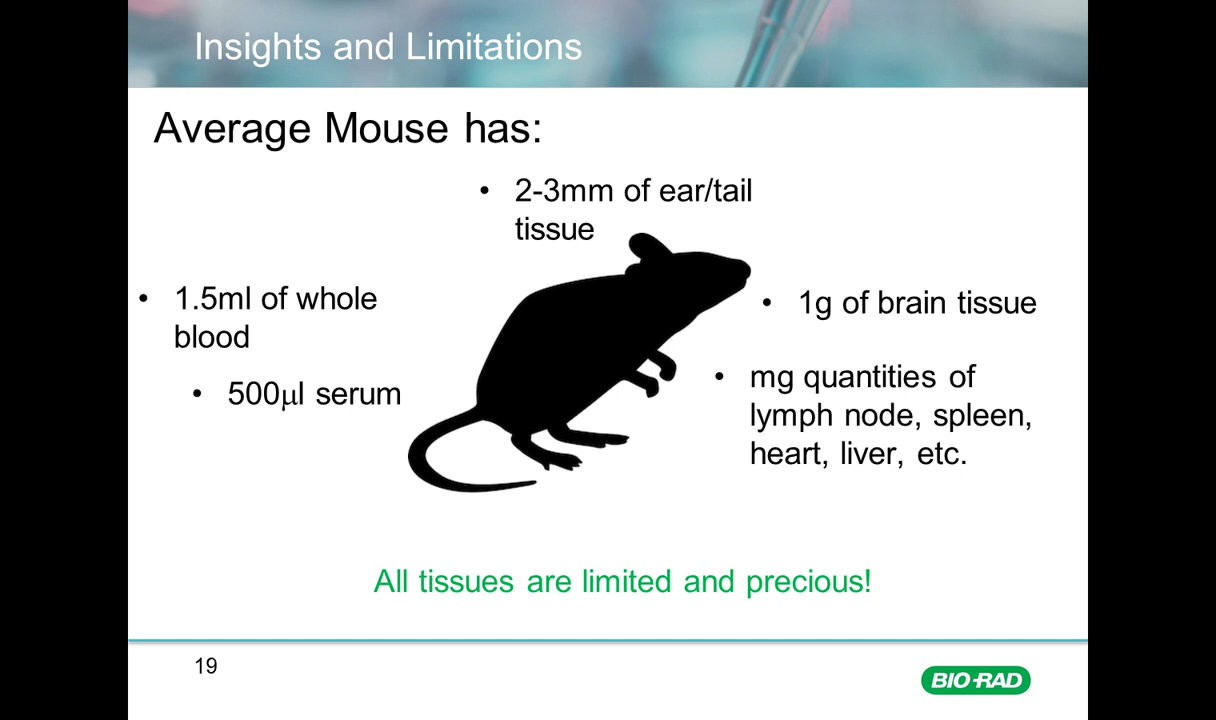 Insights and Limitations
Average Mouse has:
• 2-3mm of ear/tail
tissue
• 1.5ml of whole
blood
• 500μl serum
• 1g of brain tissue
• mg quantities of
lymph node, spleen,
heart, liver, etc.
All tissues are limited and precious!
19
BIO-RAD